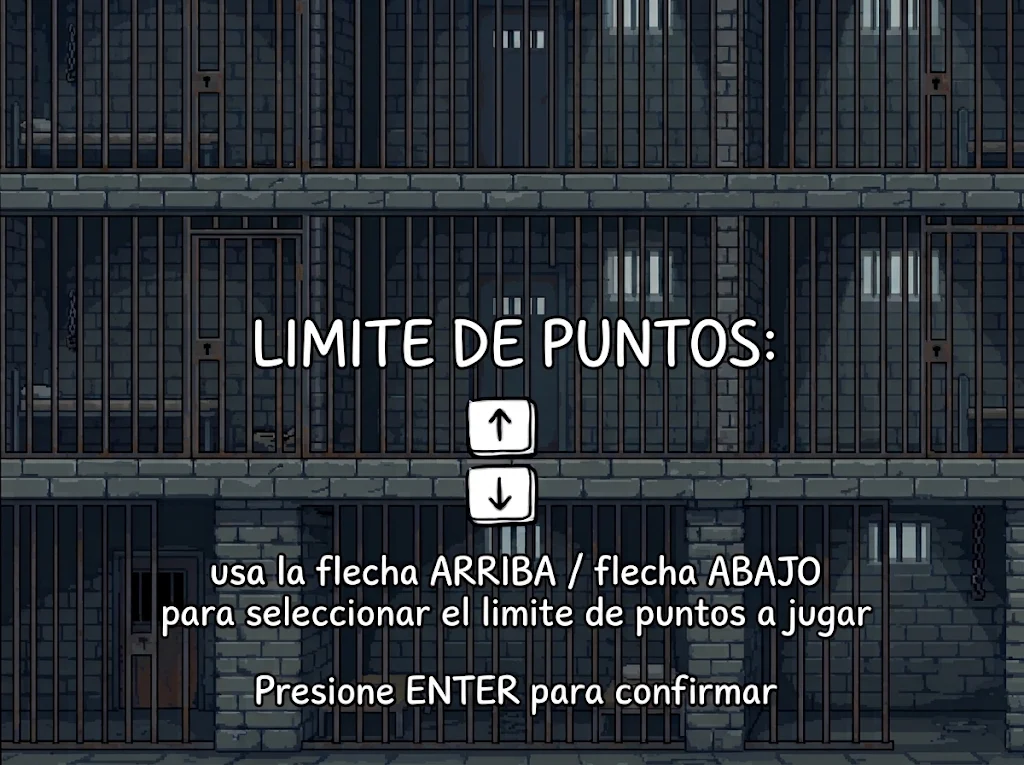 LIMITE DE PUNTOS:
↑
↓
usa la flecha ARRIBA / flecha ABAJO
para seleccionar el limite de puntos a jugar
Presione ENTER para confirmar